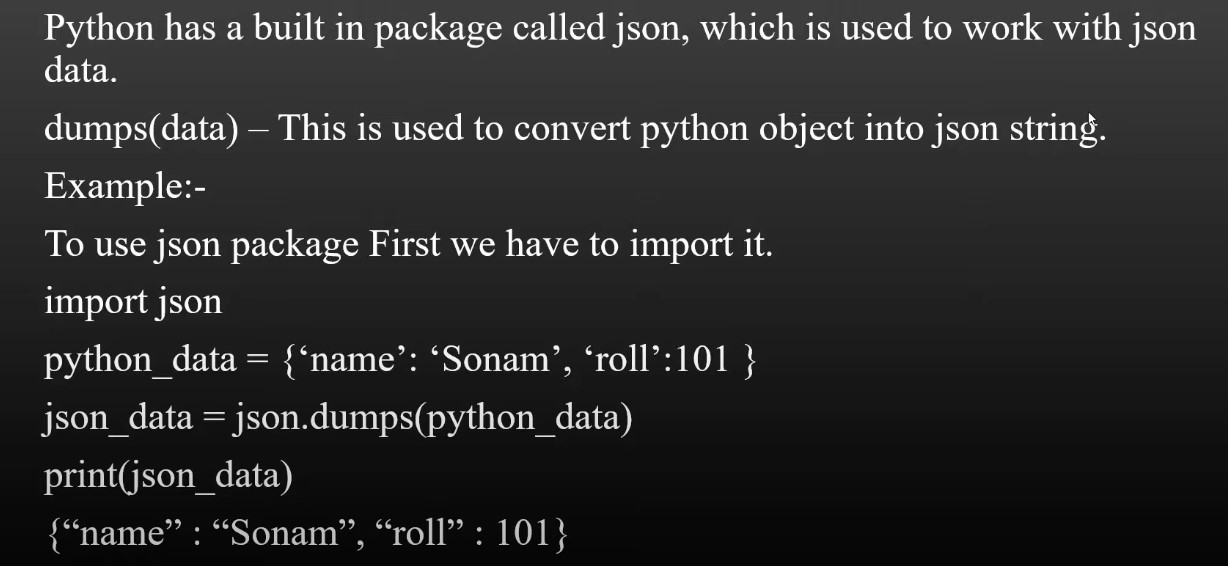 Python has a built in package called json, which is used to work with json
data.
dumps(data) – This is used to convert python object into json string.
Example:-
To use json package First we have to import it.
import json
python_data = {‘name’: ‘Sonam’, ‘roll’:101 }
json_data = json.dumps(python_data)
print(json_data)
{“name” : “Sonam”, “roll” : 101}